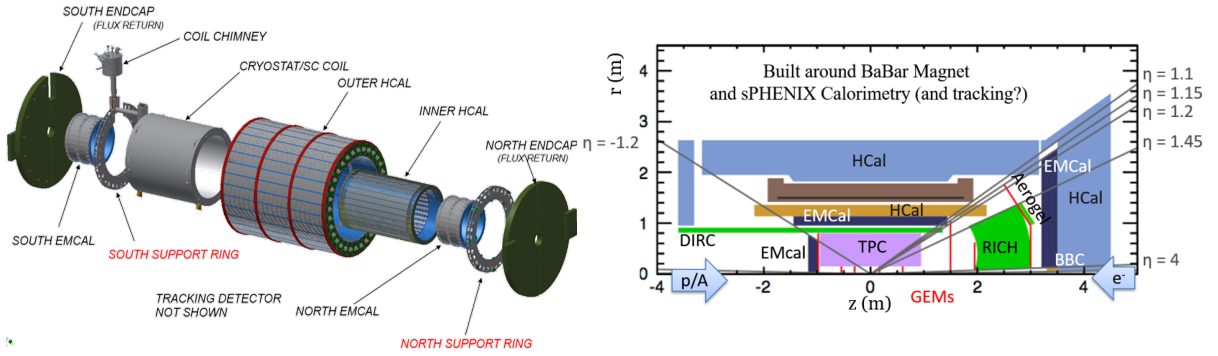 SOUTH ENDCAP
(FLUX RETURN)
COIL CHIMNEY
CRYOSTAT/SC COIL
OUTER HCAL
INNER HCAL
NORTH ENDCAP
(FLUX RETURN)
SOUTH EMCAL
SOUTH SUPPORT RING
TRACKING DETECTOR
NOT SHOWN
NORTH EMCAL
NORTH SUPPORT RING
r (m)
4
3
2
1
0
Built around BaBar Magnet
and sPHENIX Calorimetry (and tracking?)
η = 1.1
η = 1.15
η = 1.2
η = -1.2
η = 1.45
HCal
EMCal
HCal
HCal
EMCal
Aerogel
DIRC
EMcal
TPC
RICH
BBC
η = 4
p/A
e-
-4
-2
0
2
4
z (m)
GEMs